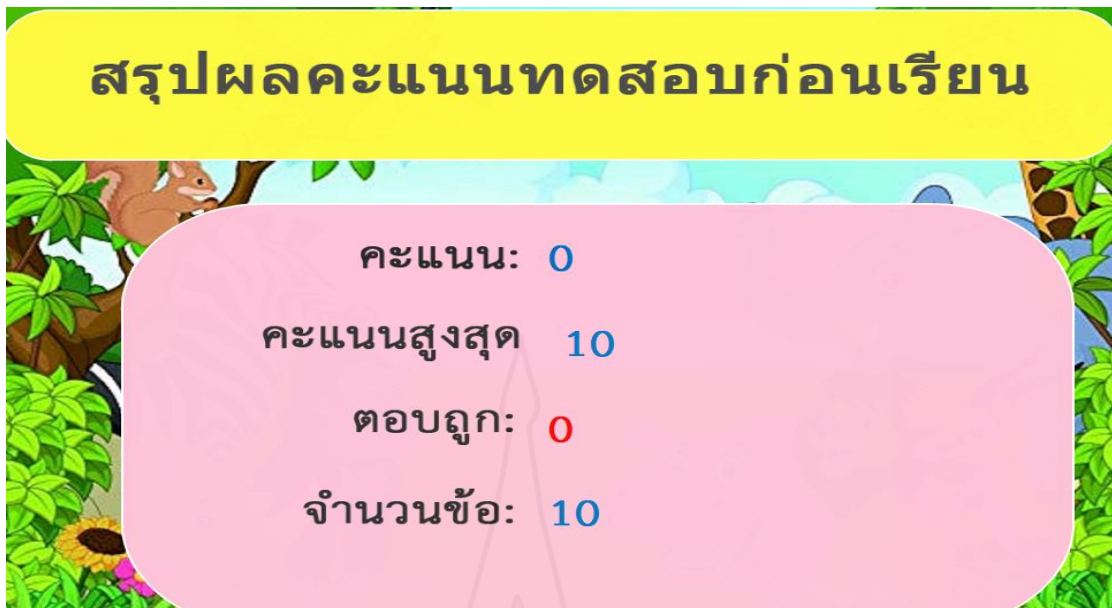 สรุปผลคะแนนทดสอบก่อนเรียน
คะแนน: 0
คะแนนสูงสุด 10
ตอบถูก: 0
จำนวนข้อ: 10